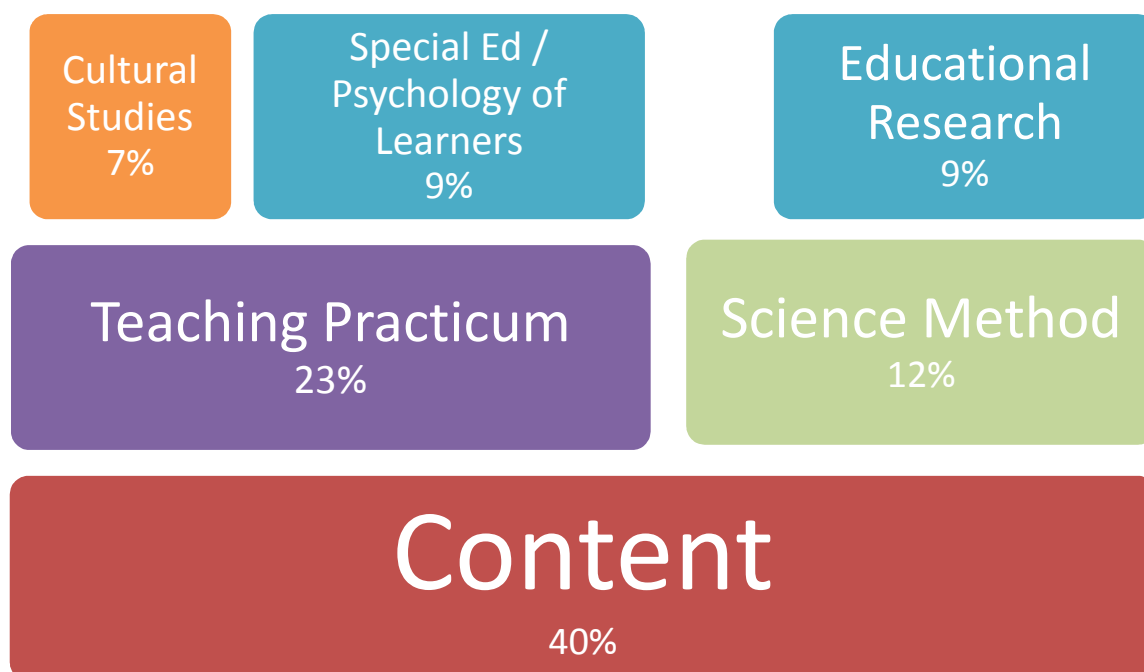 Cultural
Studies
7%
Special Ed /
Psychology of
Learners
9%
Educational
Research
9%
Teaching Practicum
23%
Science Method
12%
Content
40%